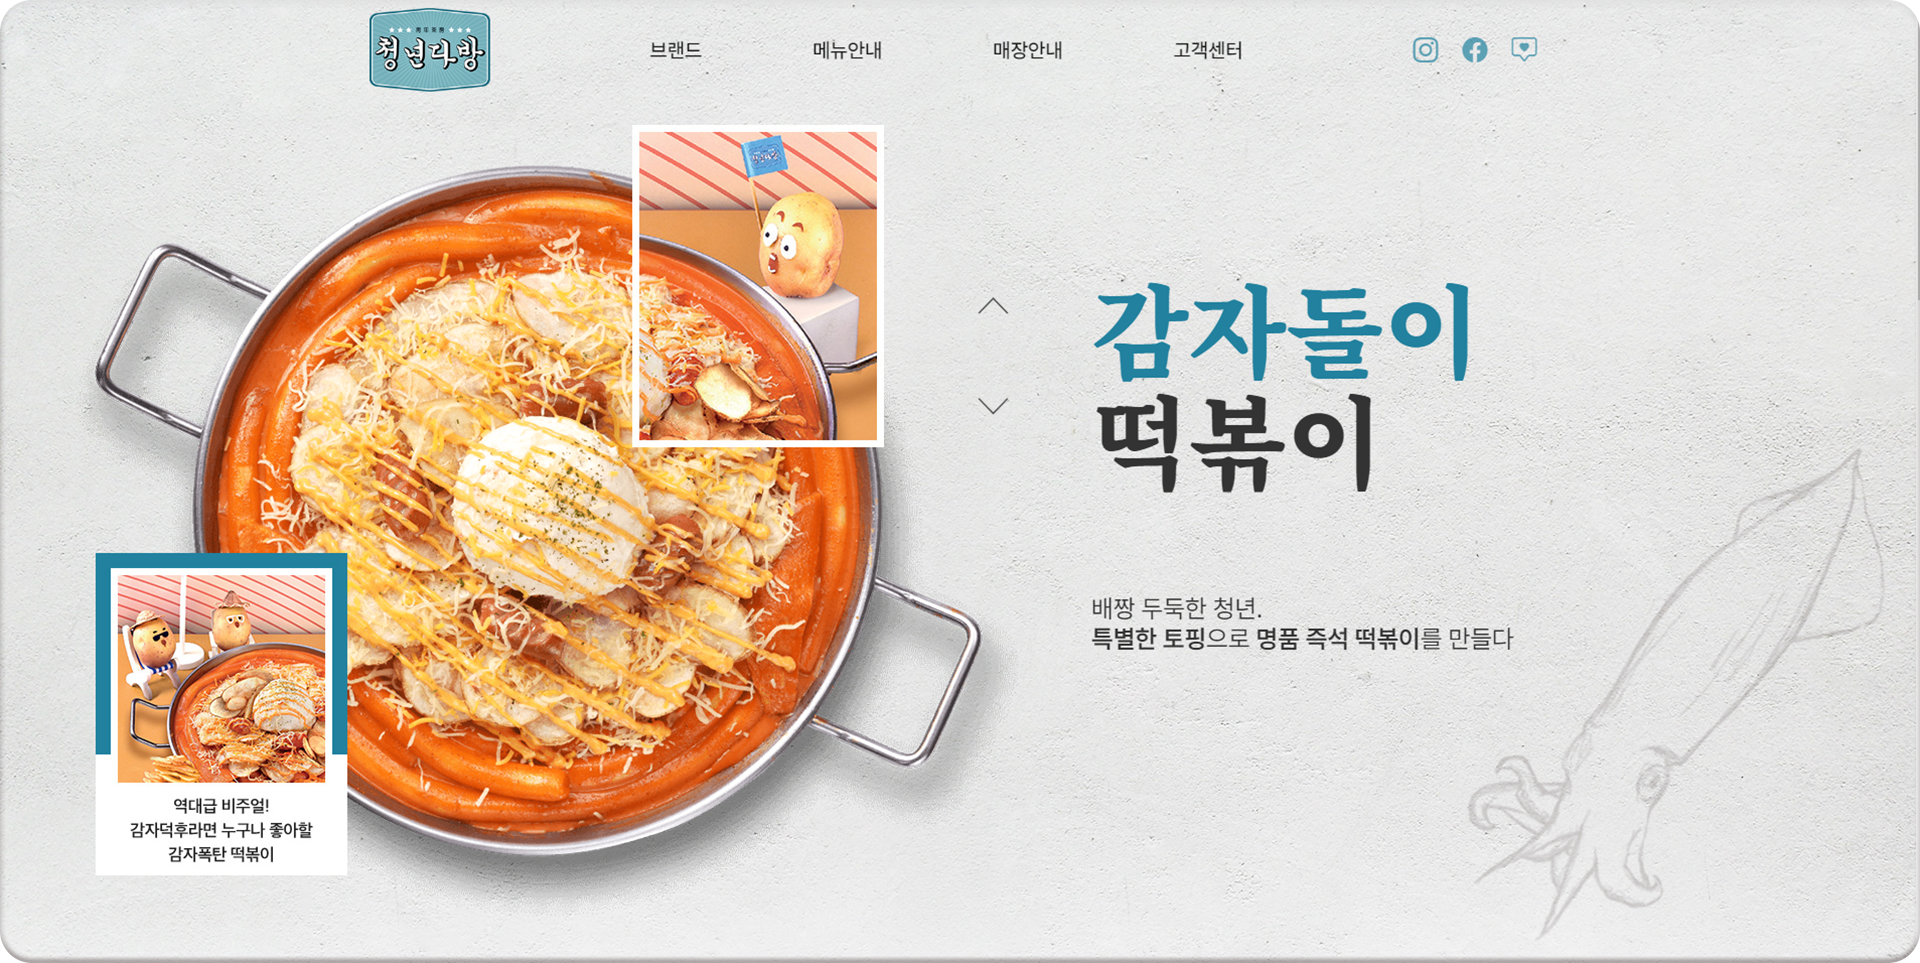 청년다방
브랜드
메뉴안내
매장안내
고객센터
감자돌이
떡볶이
배짱 두둑한 청년.
특별한 토핑으로 명품 즉석 떡볶이를 만들다
역대급 비주얼!
감자덕후라면 누구나 좋아할
감자폭탄 떡볶이